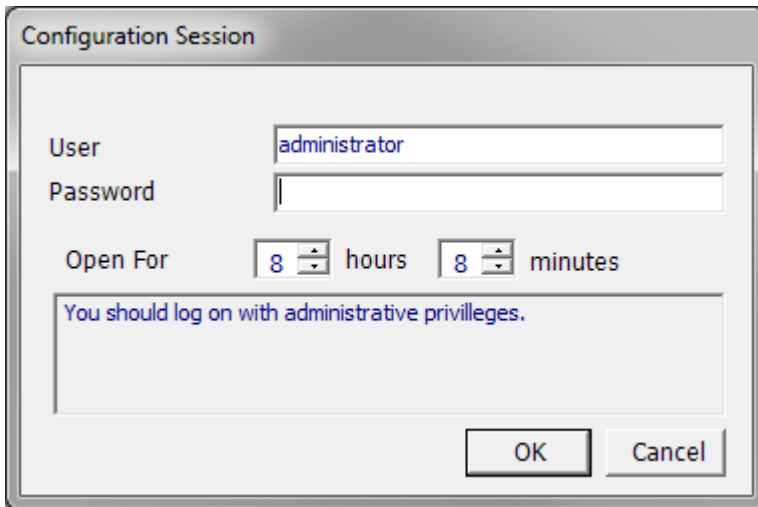 Configuration Session
User administrator
Password
Open For 8 hours 8 minutes
You should log on with administrative privilleges.
OK Cancel